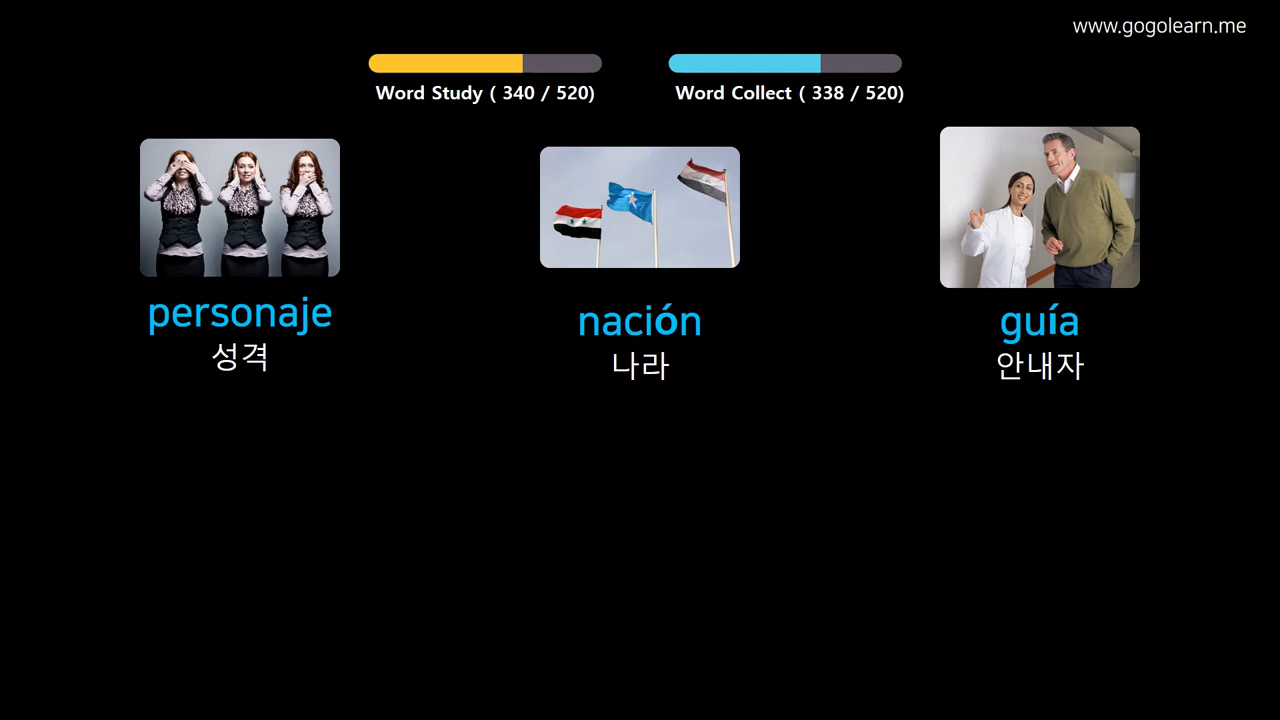 www.gogolearn.me
Word Study ( 340 / 520)
Word Collect ( 338 / 520)
personaje
성격
nación
나라
guía
안내자